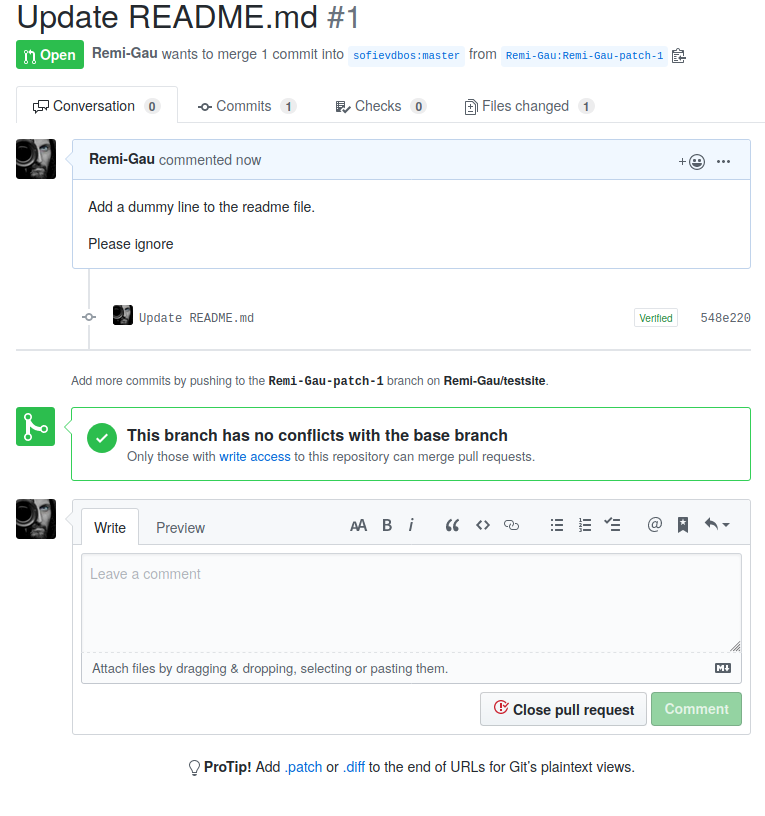 Update README.md #1
Open Remi-Gau wants to merge 1 commit into sofievdbos:master from Remi-Gau:Remi-Gau-patch-1
Conversation 0 Commits 1 Checks 0 Files changed 1
Remi-Gau commented now
Add a dummy line to the readme file.
Please ignore
Update README.md Verified 548e220
Add more commits by pushing to the Remi-Gau-patch-1 branch on Remi-Gau/testsite.
This branch has no conflicts with the base branch
Only those with write access to this repository can merge pull requests.
Write Preview AA B i
Leave a comment
Attach files by dragging & dropping, selecting or pasting them.
Close pull request Comment
ProTip! Add .patch or .diff to the end of URLs for Git’s plaintext views.